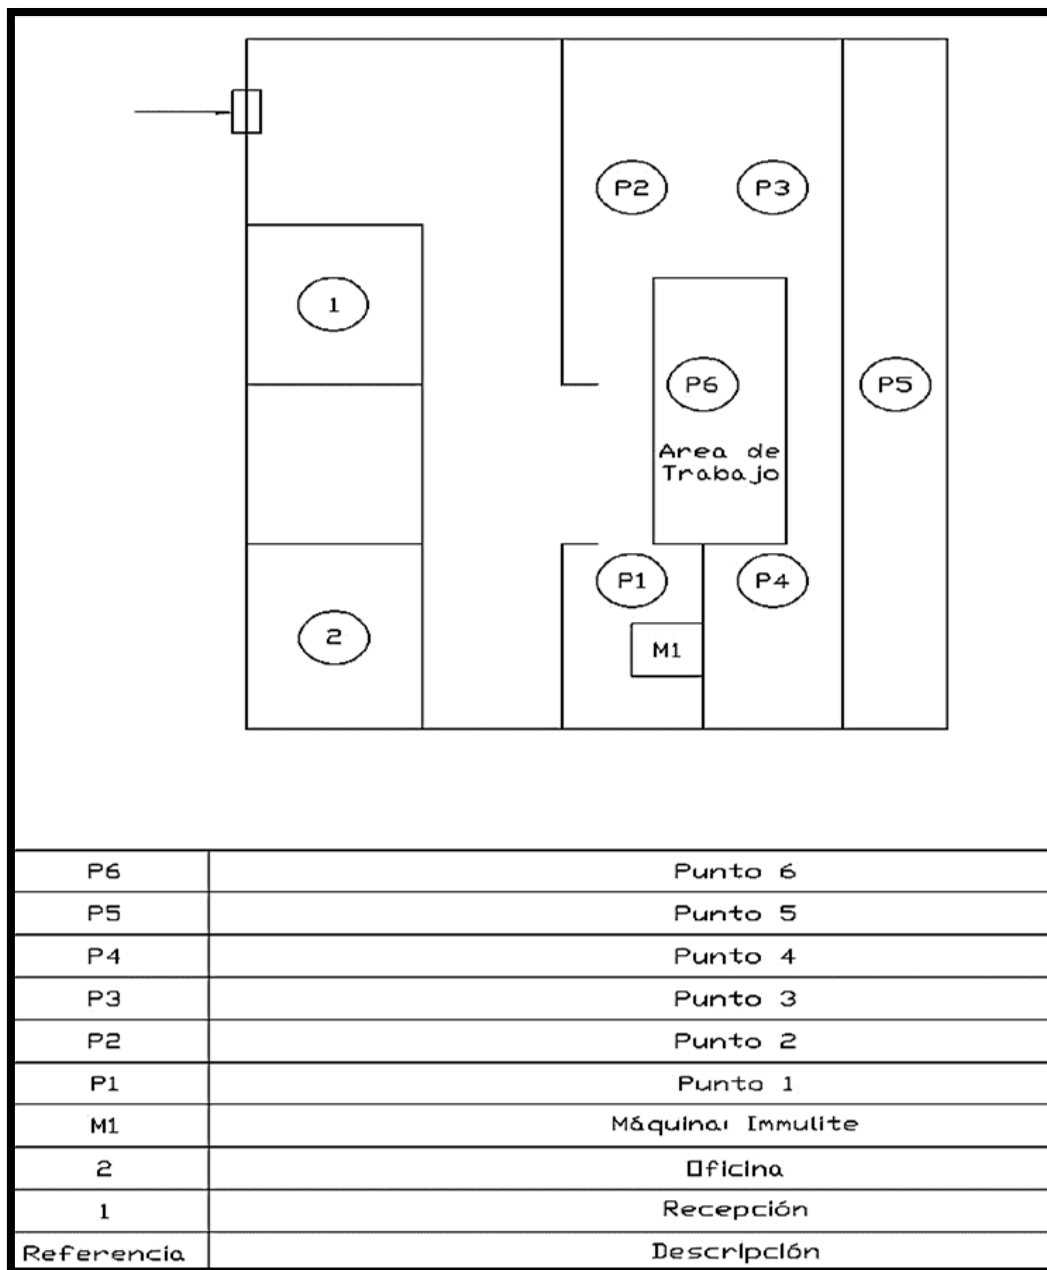 P2 P3
1
P6 P5
Area de
Trabajo
P1 P4
2
M1
P6 Punto 6
P5 Punto 5
P4 Punto 4
P3 Punto 3
P2 Punto 2
P1 Punto 1
M1 Máquina: Immulite
2 Oficina
1 Recepción
Referencia Descripción